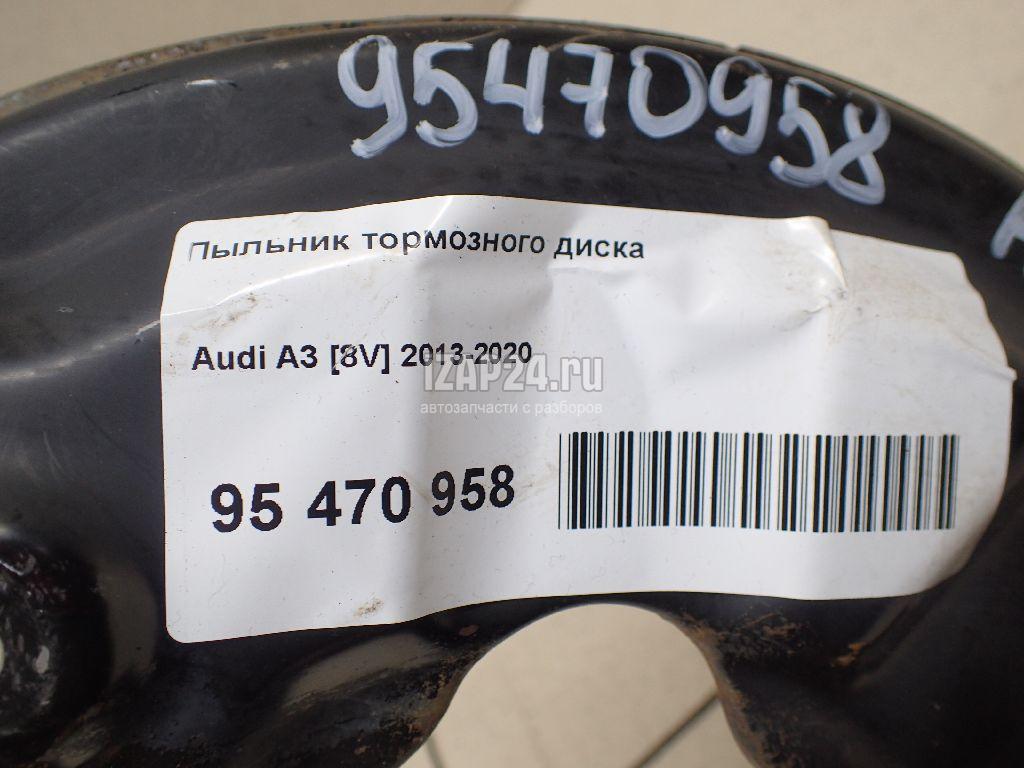 95470958
Пыльник тормозного диска
Audi A3 [8V] 2013-2020
IZAP24.ru
автозапчасти с разборов
95 470 958